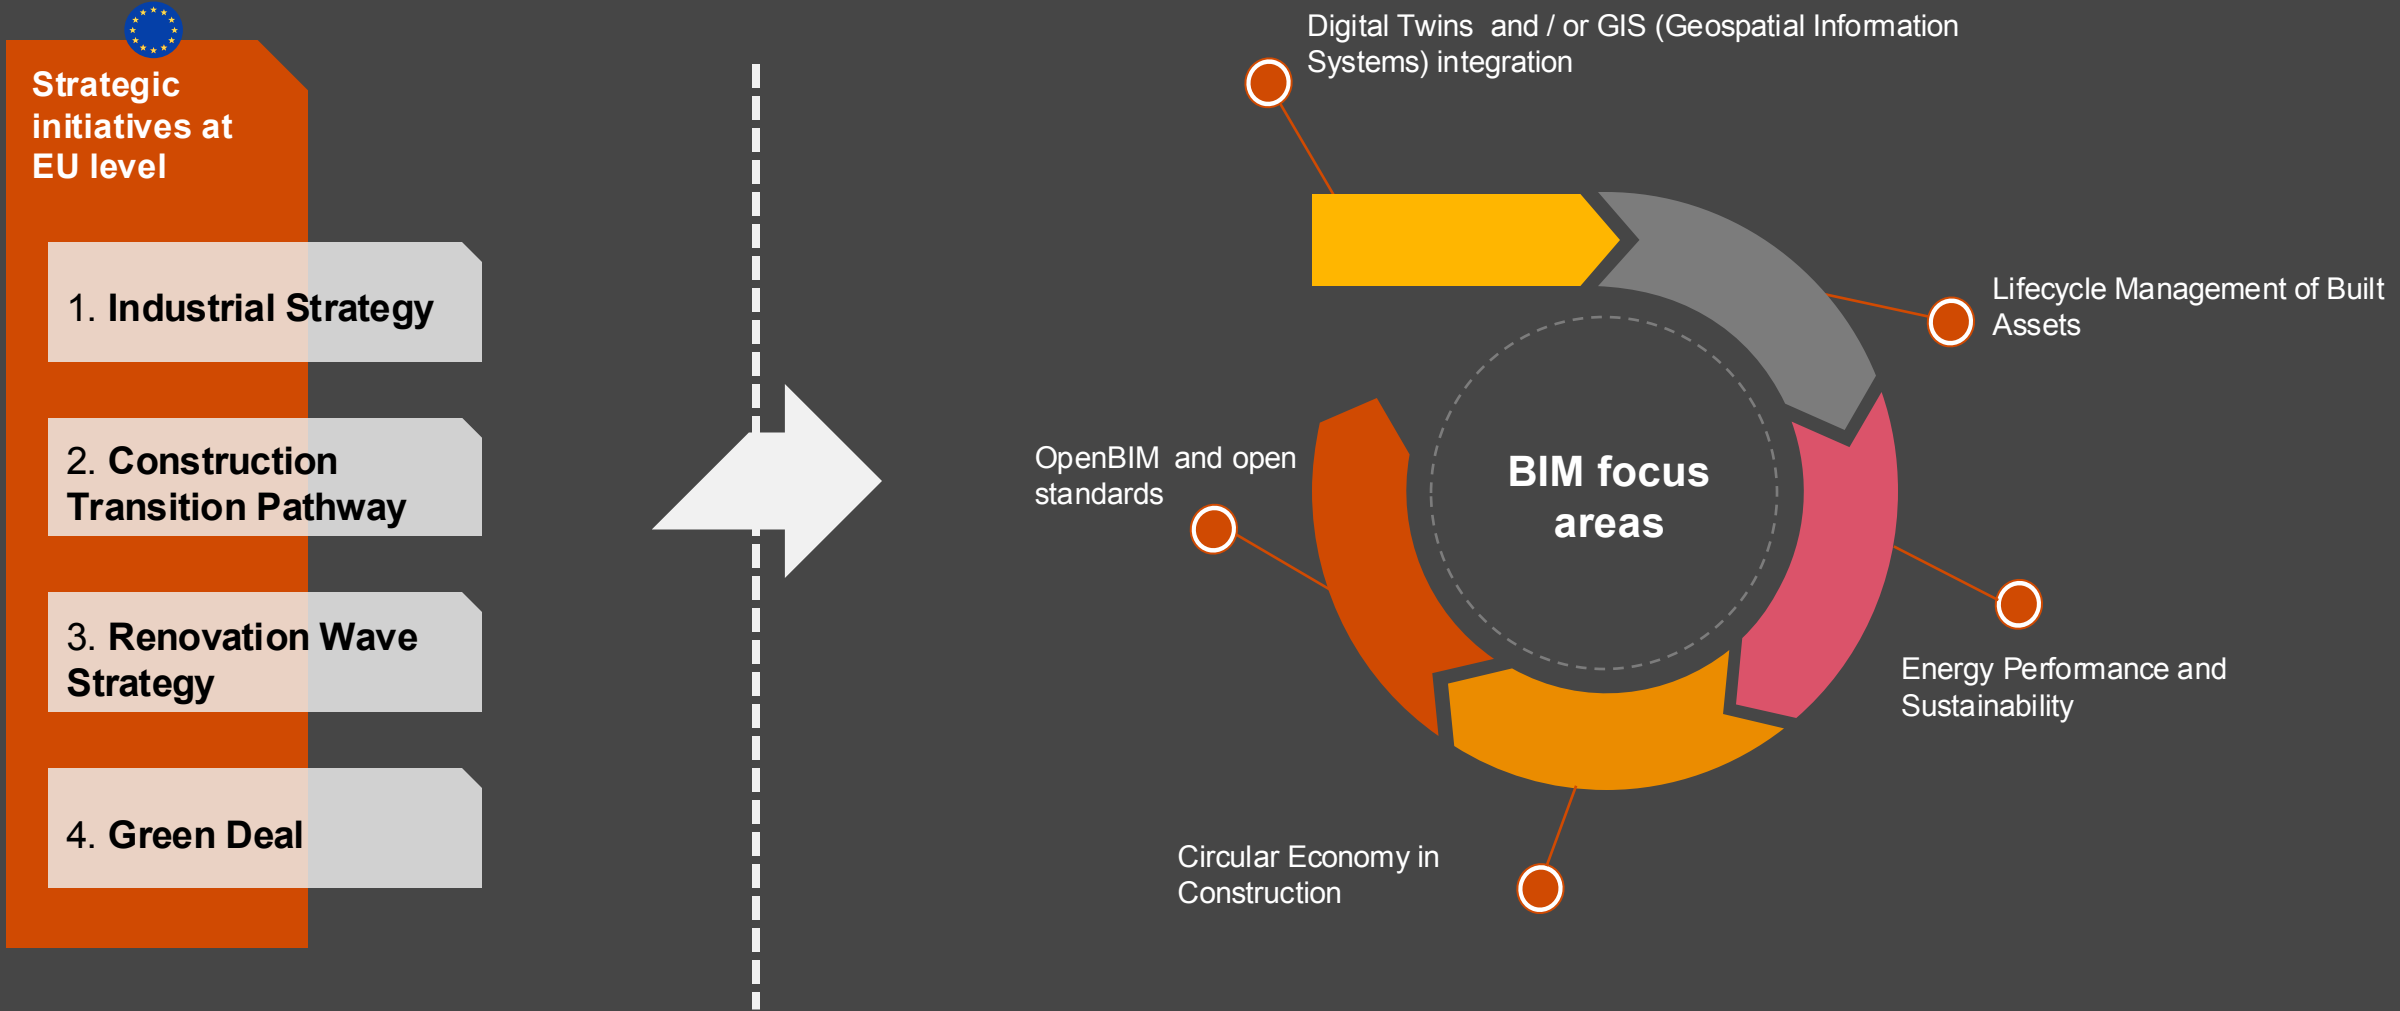 Strategic
initiatives at
EU level
1. Industrial Strategy
2. Construction
Transition Pathway
3. Renovation Wave
Strategy
4. Green Deal
Digital Twins and / or GIS (Geospatial Information
Systems) integration
Lifecycle Management of Built
Assets
OpenBIM and open
standards
BIM focus
areas
Energy Performance and
Sustainability
Circular Economy in
Construction